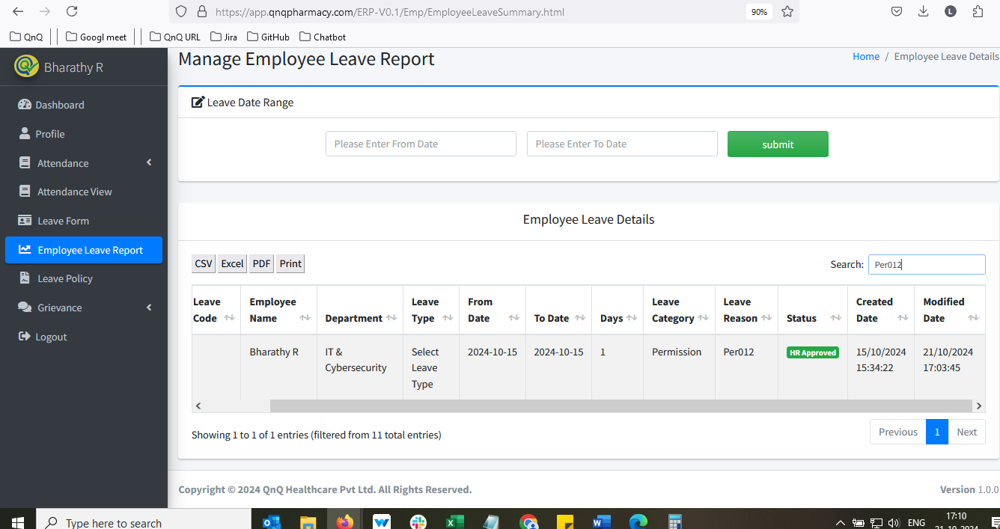 https://app.qnqpharmacy.com/ERP-V0.1/Emp/EmployeeLeaveSummary.html
90%
L
QnQ
Googl meet
QnQ URL
Jira
GitHub
Chatbot
Bharathy R
Dashboard
Profile
Attendance
Attendance View
Leave Form
Employee Leave Report
Leave Policy
Grievance
Logout
Manage Employee Leave Report
Home / Employee Leave Details
Leave Date Range
Please Enter From Date
Please Enter To Date
submit
Employee Leave Details
CSV
Excel
PDF
Print
Search: Per012
Leave Code
Employee Name
Department
Leave Type
From Date
To Date
Days
Leave Category
Leave Reason
Status
Created Date
Modified Date
Bharathy R
IT & Cybersecurity
Select Leave Type
2024-10-15
2024-10-15
1
Permission
Per012
HR Approved
15/10/2024 15:34:22
21/10/2024 17:03:45
Showing 1 to 1 of 1 entries (filtered from 11 total entries)
Previous
1
Next
Copyright © 2024 QnQ Healthcare Pvt Ltd. All Rights Reserved.
Version 1.0.0
Type here to search
ENG
17:10
21-10-2024